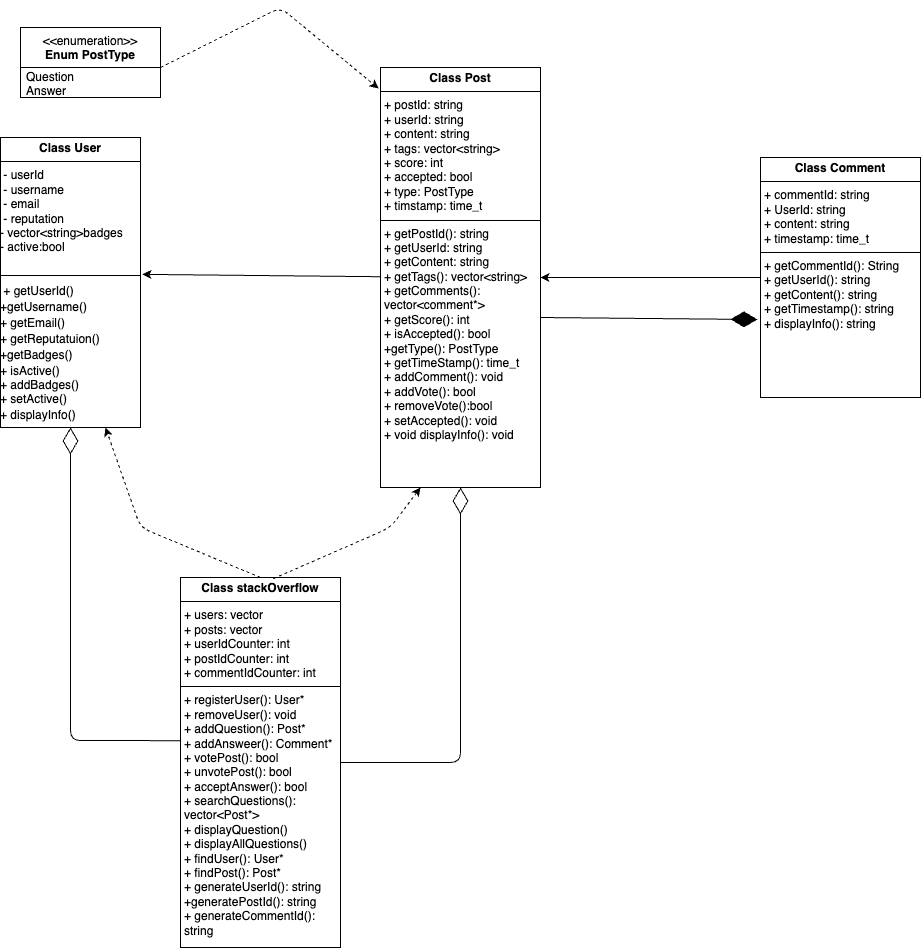 <<enumeration>>
Enum PostType
Question
Answer
Class User
- userId
- username
- email
- reputation
- vector<string>badges
- active:bool
+ getUserId()
+getUsername()
+ getEmail()
+ getReputatuion()
+getBadges()
+ isActive()
+ addBadges()
+ setActive()
+ displayInfo()
Class Post
+ postId: string
+ userId: string
+ content: string
+ tags: vector<string>
+ score: int
+ accepted: bool
+ type: PostType
+ timstamp: time_t
+ getPostId(): string
+ getUserId: string
+ getContent: string
+ getTags(): vector<string>
+ getComments():
vector<comment*>
+ getScore(): int
+ isAccepted(): bool
+getType(): PostType
+ getTimeStamp(): time_t
+ addComment(): void
+ addVote(): bool
+ removeVote():bool
+ setAccepted(): void
+ void displayInfo(): void
Class Comment
+ commentId: string
+ UserId: string
+ content: string
+ timestamp: time_t
+ getCommentId(): String
+ getUserId(): string
+ getContent(): string
+ getTimestamp(): string
+ displayInfo(): string
Class stackOverflow
+ users: vector
+ posts: vector
+ userIdCounter: int
+ postIdCounter: int
+ commentIdCounter: int
+ registerUser(): User*
+ removeUser(): void
+ addQuestion(): Post*
+ addAnsweer(): Comment*
+ votePost(): bool
+ unvotePost(): bool
+ acceptAnswer(): bool
+ searchQuestions():
vector<Post*>
+ displayQuestion()
+ displayAllQuestions()
+ findUser(): User*
+ findPost(): Post*
+ generateUserId(): string
+generatePostId(): string
+ generateCommentId():
string